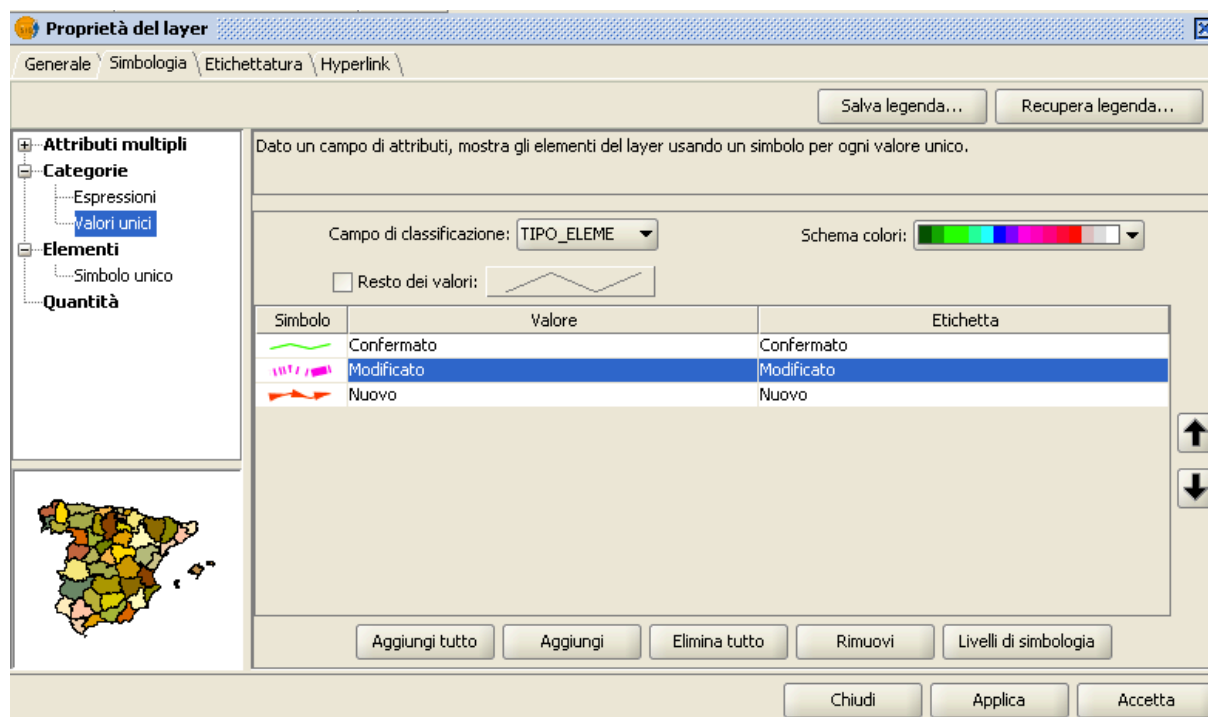 Proprietà del layer
Generale Simbologia Etichettatura Hyperlink
Salva legenda... Recupera legenda...
Attributi multipli
Categorie
Espressioni
Valori unici
Elementi
Simbolo unico
Quantità
Dato un campo di attributi, mostra gli elementi del layer usando un simbolo per ogni valore unico.
Campo di classificazione: TIPO_ELEME Schema colori:
Resto dei valori:
Simbolo Valore Etichetta
Confermato Confermato
Modificato Modificato
Nuovo Nuovo
Aggiungi tutto Aggiungi Elimina tutto Rimuovi Livelli di simbologia
Chiudi Applica Accetta